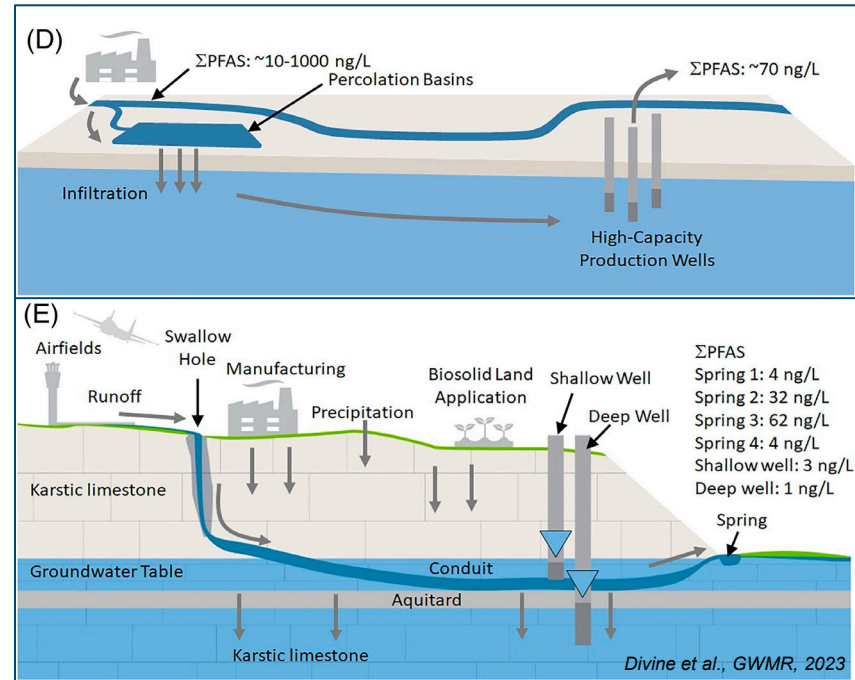 (D)
ΣPFAS: ~10-1000 ng/L
Percolation Basins
ΣPFAS: ~70 ng/L
Infiltration
High-Capacity
Production Wells
(E)
Airfields
Runoff
Swallow
Hole
Manufacturing
Precipitation
Biosolid Land
Application
Shallow Well
Deep Well
ΣPFAS
Spring 1: 4 ng/L
Spring 2: 32 ng/L
Spring 3: 62 ng/L
Spring 4: 4 ng/L
Shallow well: 3 ng/L
Deep well: 1 ng/L
Karstic limestone
Spring
Groundwater Table
Conduit
Aquitard
Karstic limestone
Divine et al., GWMR, 2023